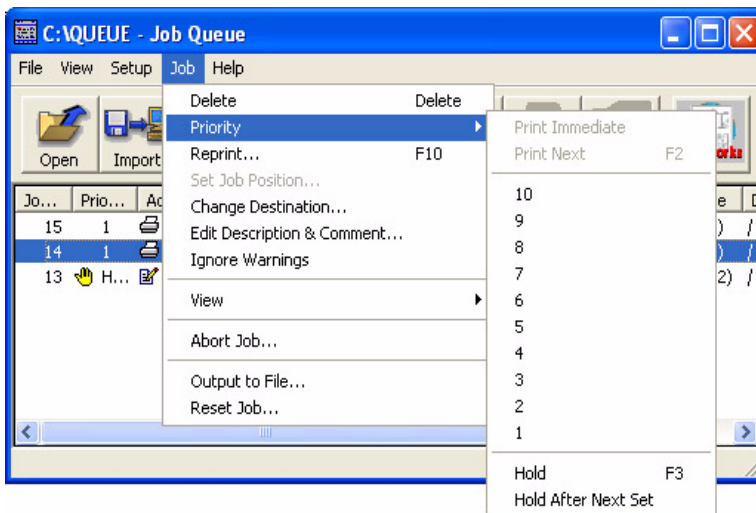 C:\QUEUE - Job Queue
File View Setup Job Help
Open Import
Delete Delete
Priority
Reprint... F10
Set Job Position...
Change Destination...
Edit Description & Comment...
Ignore Warnings
View
Abort Job...
Output to File...
Reset Job...
Print Immediate
Print Next F2
10
9
8
7
6
5
4
3
2
1
Hold F3
Hold After Next Set
Jo... Prio...
15 1
14 1
13 H...